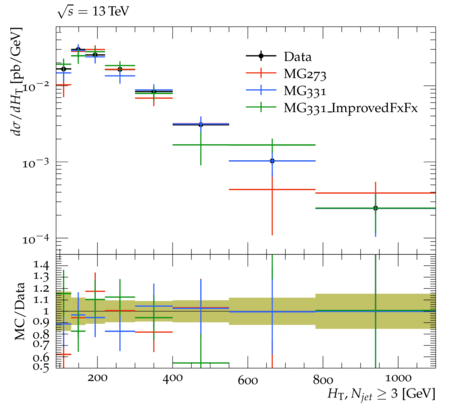 √s = 13 TeV
dσ/dH_T [pb/GeV]
Data
MG273
MG331
MG331_ImprovedFxFx
10⁻²
10⁻³
10⁻⁴
MC/Data
1.4
1.3
1.2
1.1
1
0.9
0.8
0.7
0.6
0.5
200 400 600 800 1000
H_T, N_jet ≥ 3 [GeV]